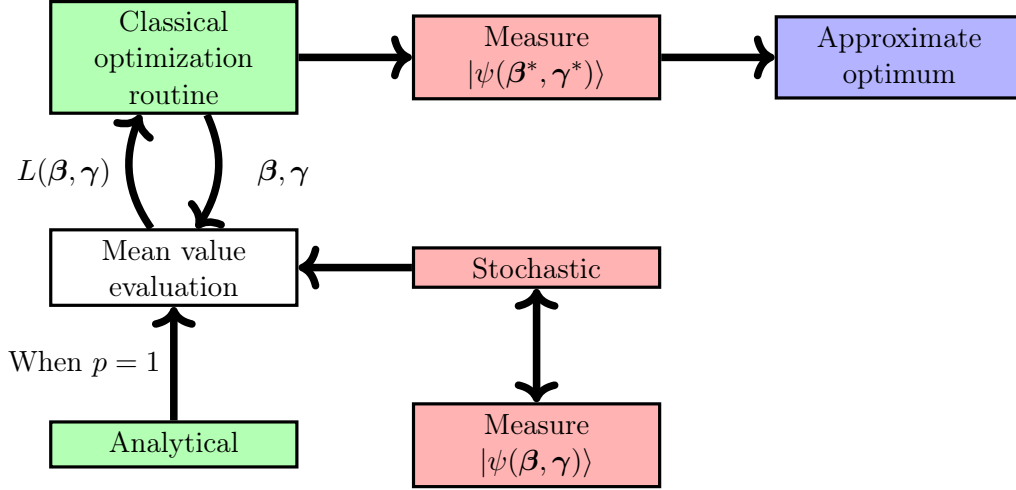 Classical
optimization
routine
Measure
|ψ(β*, γ*)⟩
Approximate
optimum
L(β, γ)
β, γ
Mean value
evaluation
Stochastic
When p = 1
Analytical
Measure
|ψ(β, γ)⟩